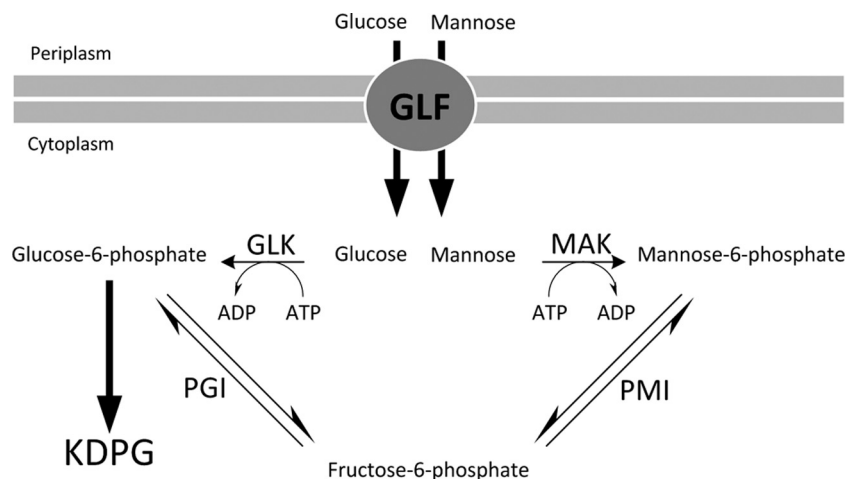 Glucose Mannose
Periplasm
GLF
Cytoplasm
Glucose-6-phosphate GLK Glucose Mannose MAK Mannose-6-phosphate
ADP ATP ATP ADP
PGI PMI
KDPG
Fructose-6-phosphate